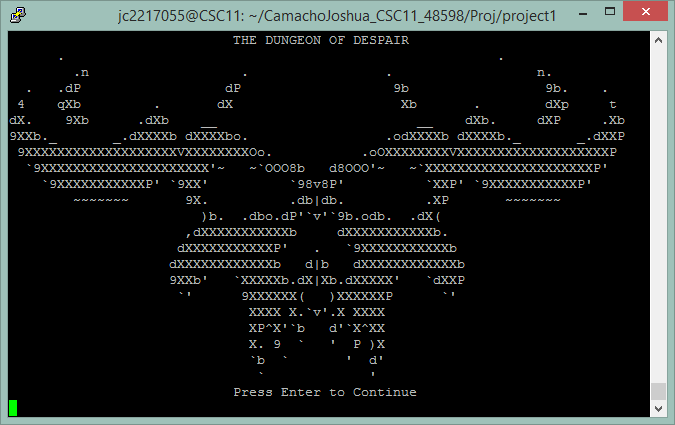 jc2217055@CSC11: ~/CamachoJoshua_CSC11_48598/Proj/project1
THE DUNGEON OF DESPAIR
Press Enter to Continue